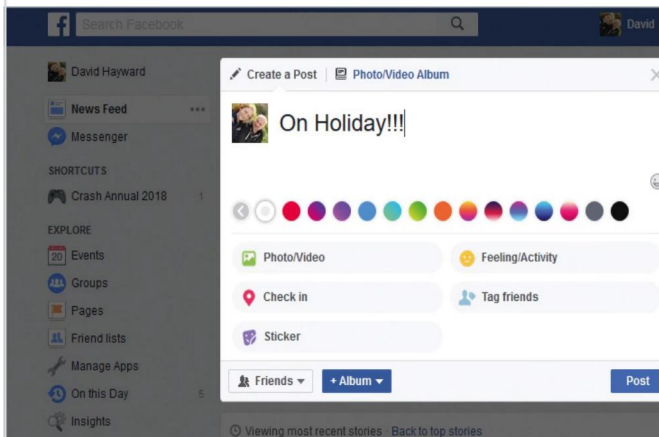 f Search Facebook David
David Hayward
News Feed
Messenger
SHORTCUTS
Crash Annual 2018 1
EXPLORE
20 Events
Groups
Pages
Friend lists
Manage Apps
On this Day 5
Insights
Create a Post Photo/Video Album
On Holiday!!!
Photo/Video Feeling/Activity
Check in Tag friends
Sticker
Friends + Album Post
Viewing most recent stories · Back to top stories